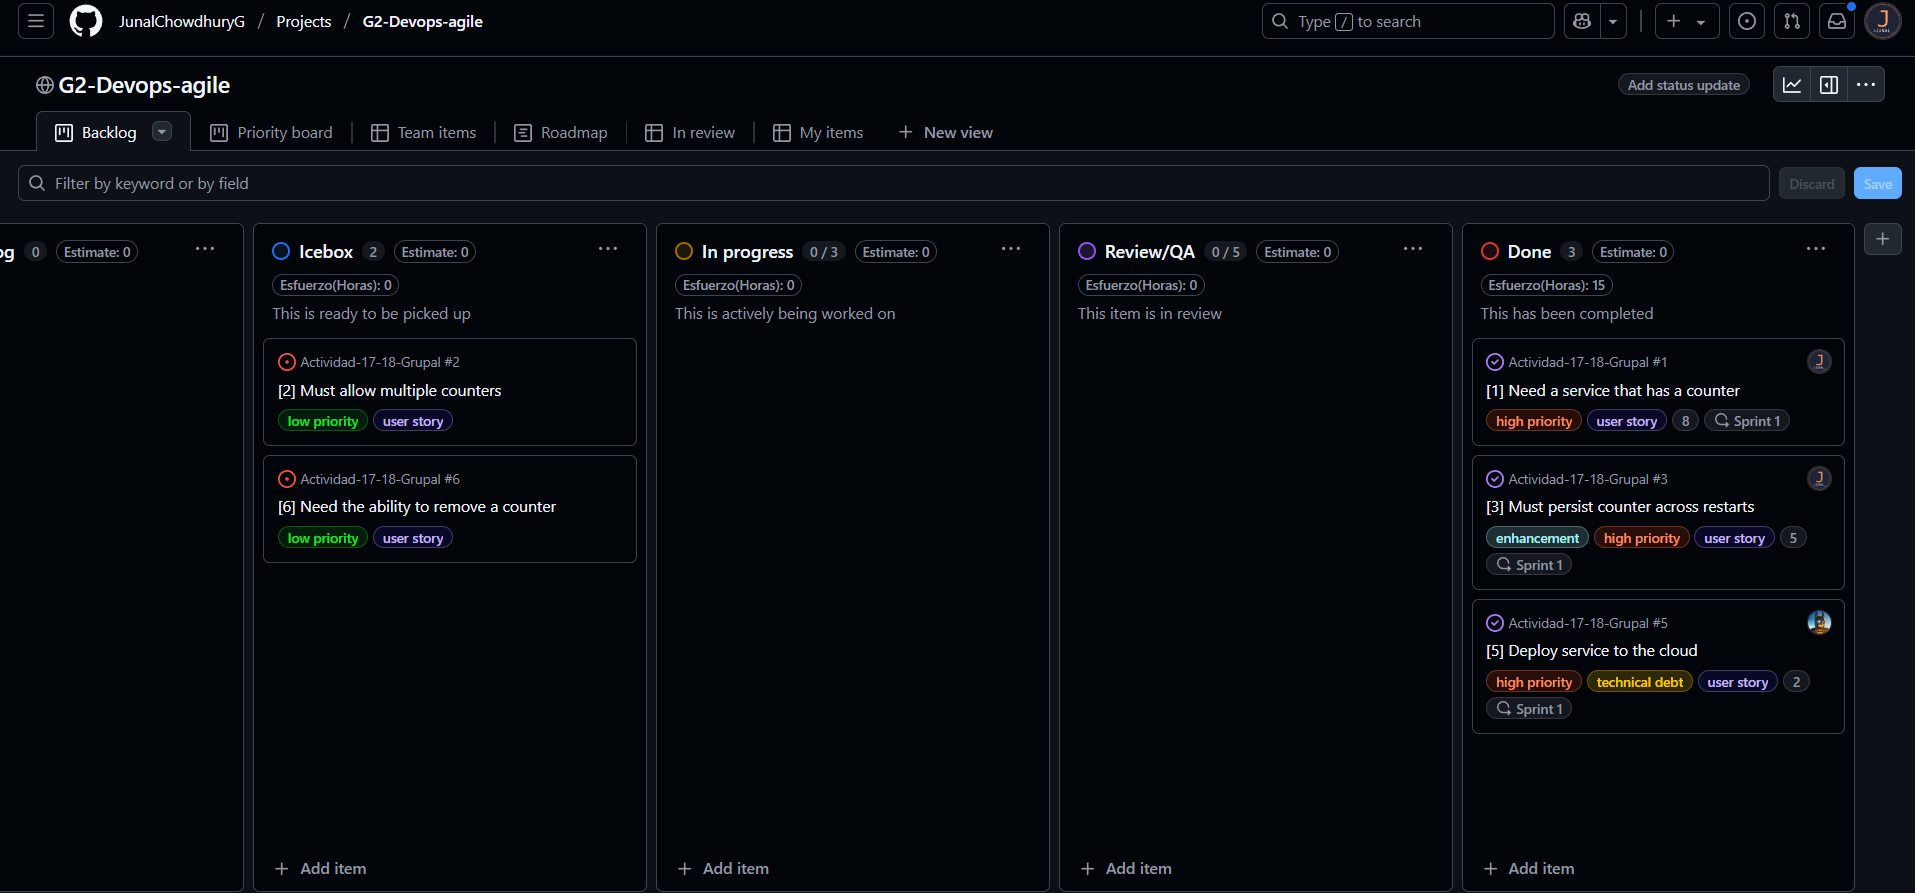 JunalChowdhuryG / Projects / G2-Devops-agile
Type / to search
G2-Devops-agile
Add status update
Backlog
Priority board
Team items
Roadmap
In review
My items
New view
Filter by keyword or by field
Discard
Save
og 0 Estimate: 0
Icebox 2 Estimate: 0
Esfuerzo(Horas): 0
This is ready to be picked up
Actividad-17-18-Grupal #2
[2] Must allow multiple counters
low priority user story
Actividad-17-18-Grupal #6
[6] Need the ability to remove a counter
low priority user story
Add item
In progress 0 / 3 Estimate: 0
Esfuerzo(Horas): 0
This is actively being worked on
Add item
Review/QA 0 / 5 Estimate: 0
Esfuerzo(Horas): 0
This item is in review
Add item
Done 3 Estimate: 0
Esfuerzo(Horas): 15
This has been completed
Actividad-17-18-Grupal #1
[1] Need a service that has a counter
high priority user story 8 Sprint 1
Actividad-17-18-Grupal #3
[3] Must persist counter across restarts
enhancement high priority user story 5
Sprint 1
Actividad-17-18-Grupal #5
[5] Deploy service to the cloud
high priority technical debt user story 2
Sprint 1
Add item